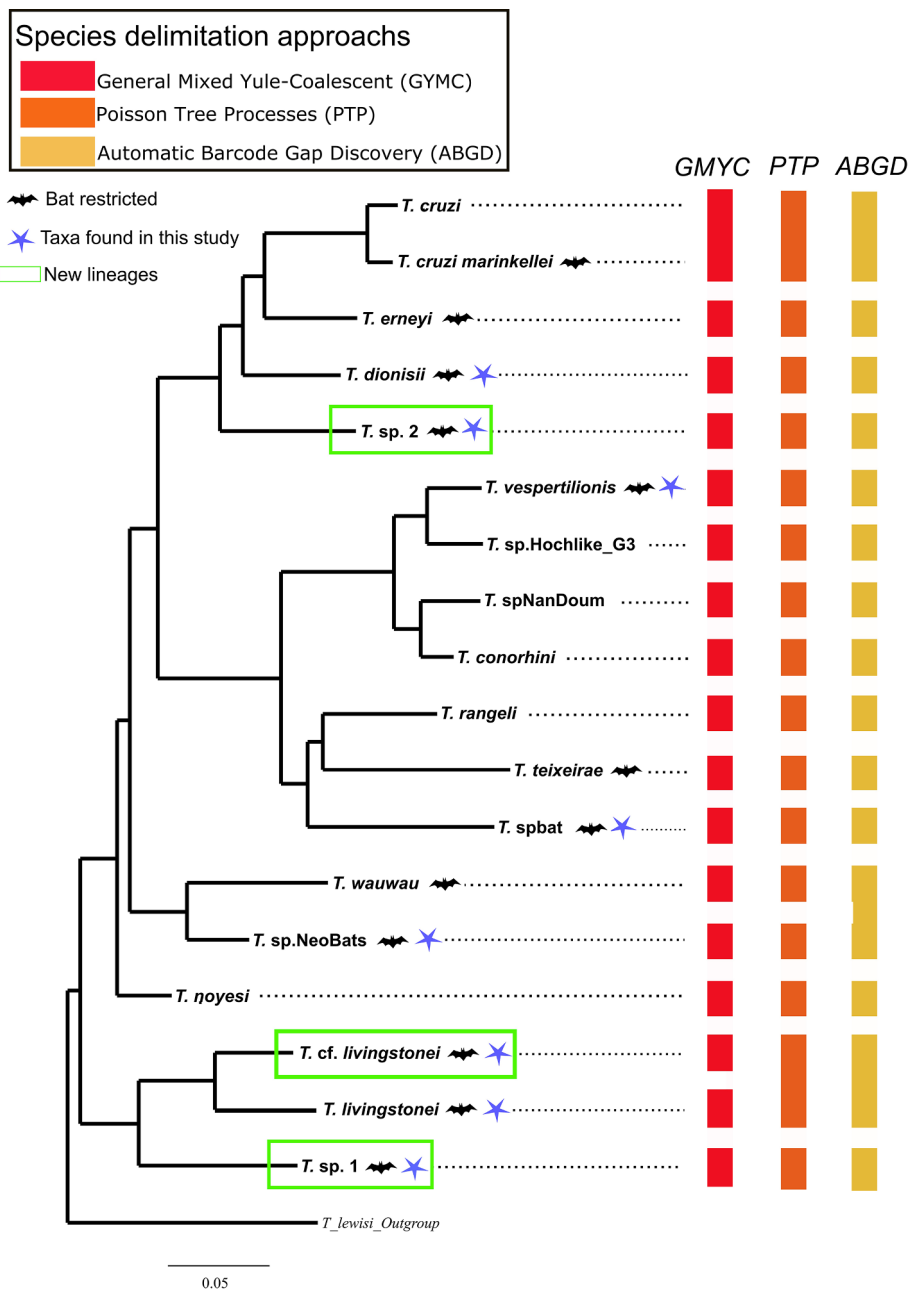 Species delimitation approachs
General Mixed Yule-Coalescent (GYMC)
Poisson Tree Processes (PTP)
Automatic Barcode Gap Discovery (ABGD)
GMYC PTP ABGD
Bat restricted
Taxa found in this study
New lineages
T. cruzi
T. cruzi marinkellei
T. erneyi
T. dionisii
T. sp. 2
T. vespertilionis
T. sp.Hochlike_G3
T. spNanDoum
T. conorhini
T. rangeli
T. teixeirae
T. spbat
T. wauwau
T. sp.NeoBats
T. noyesi
T. cf. livingstonei
T. livingstonei
T. sp. 1
T_lewisi_Outgroup
0.05